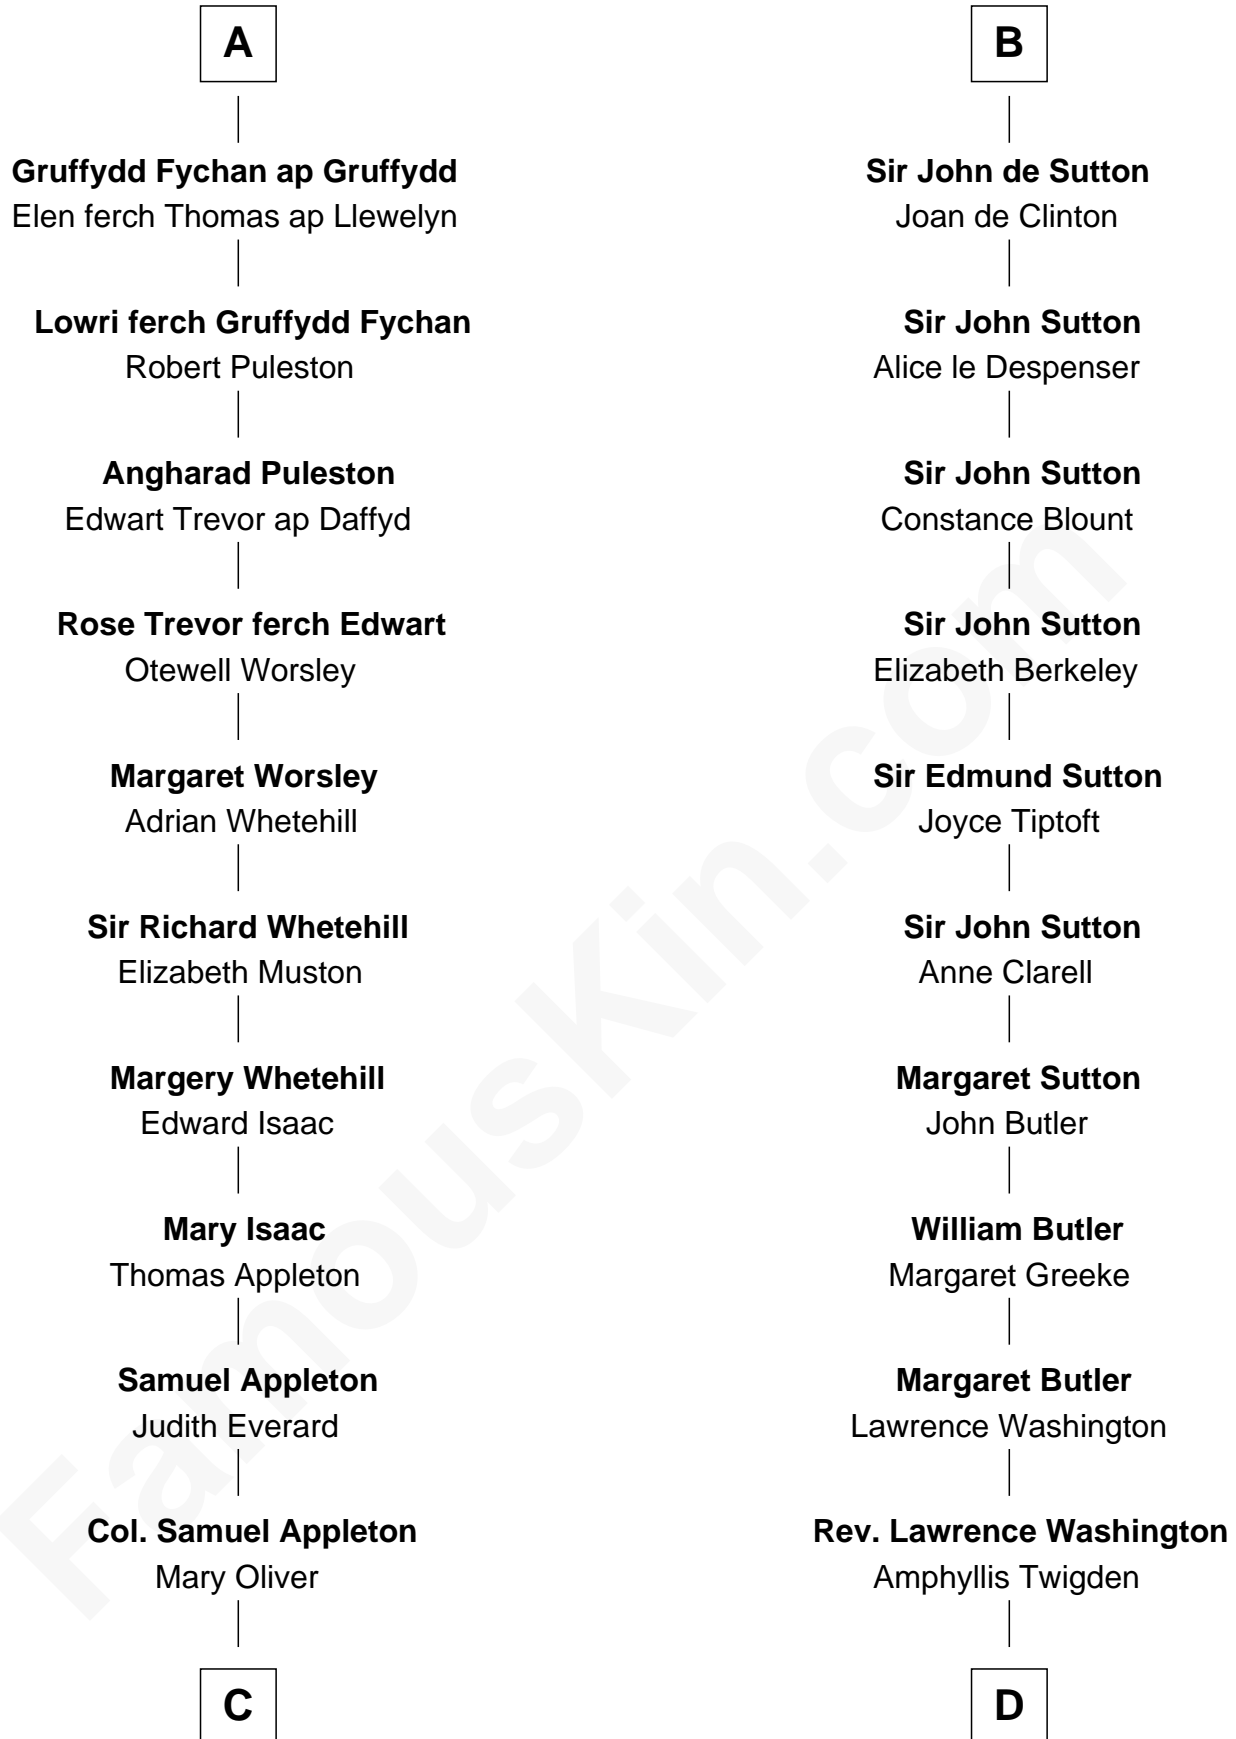 A
Gruffydd Fychan ap Gruffydd
Elen ferch Thomas ap Llewelyn
Lowri ferch Gruffydd Fychan
Robert Puleston
Angharad Puleston
Edwart Trevor ap Daffyd
Rose Trevor ferch Edwart
Otewell Worsley
Margaret Worsley
Adrian Whetehill
Sir Richard Whetehill
Elizabeth Muston
Margery Whetehill
Edward Isaac
Mary Isaac
Thomas Appleton
Samuel Appleton
Judith Everard
Col. Samuel Appleton
Mary Oliver
C
B
Sir John de Sutton
Joan de Clinton
Sir John Sutton
Alice le Despenser
Sir John Sutton
Constance Blount
Sir John Sutton
Elizabeth Berkeley
Sir Edmund Sutton
Joyce Tiptoft
Sir John Sutton
Anne Clarell
Margaret Sutton
John Butler
William Butler
Margaret Greeke
Margaret Butler
Lawrence Washington
Rev. Lawrence Washington
Amphyllis Twigden
D
FamousKin.com